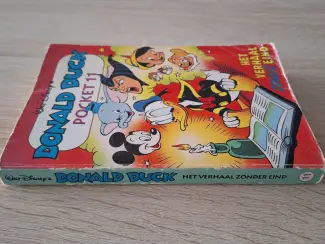 Walt Disney's
DONALD DUCK
POCKET 11
HET
VERHAAL
EIND
Walt Disney's DONALD DUCK HET VERHAAL ZONDER EIND